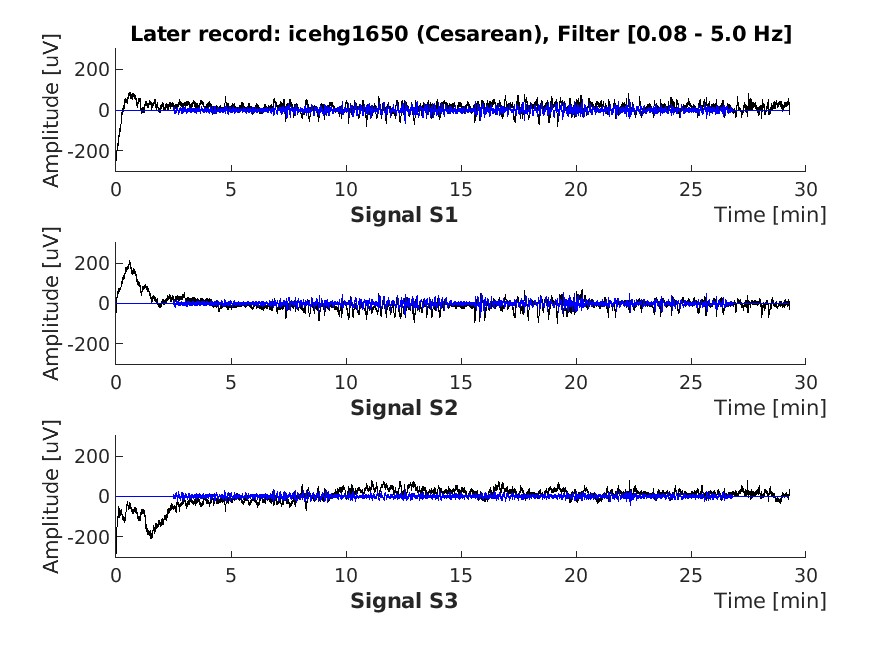 Later record: icehg1650 (Cesarean), Filter [0.08 - 5.0 Hz]
Amplitude [uV]
200
0
-200
0 5 10 15 20 25 30
Signal S1 Time [min]
Amplitude [uV]
200
0
-200
0 5 10 15 20 25 30
Signal S2 Time [min]
Amplitude [uV]
200
0
-200
0 5 10 15 20 25 30
Signal S3 Time [min]